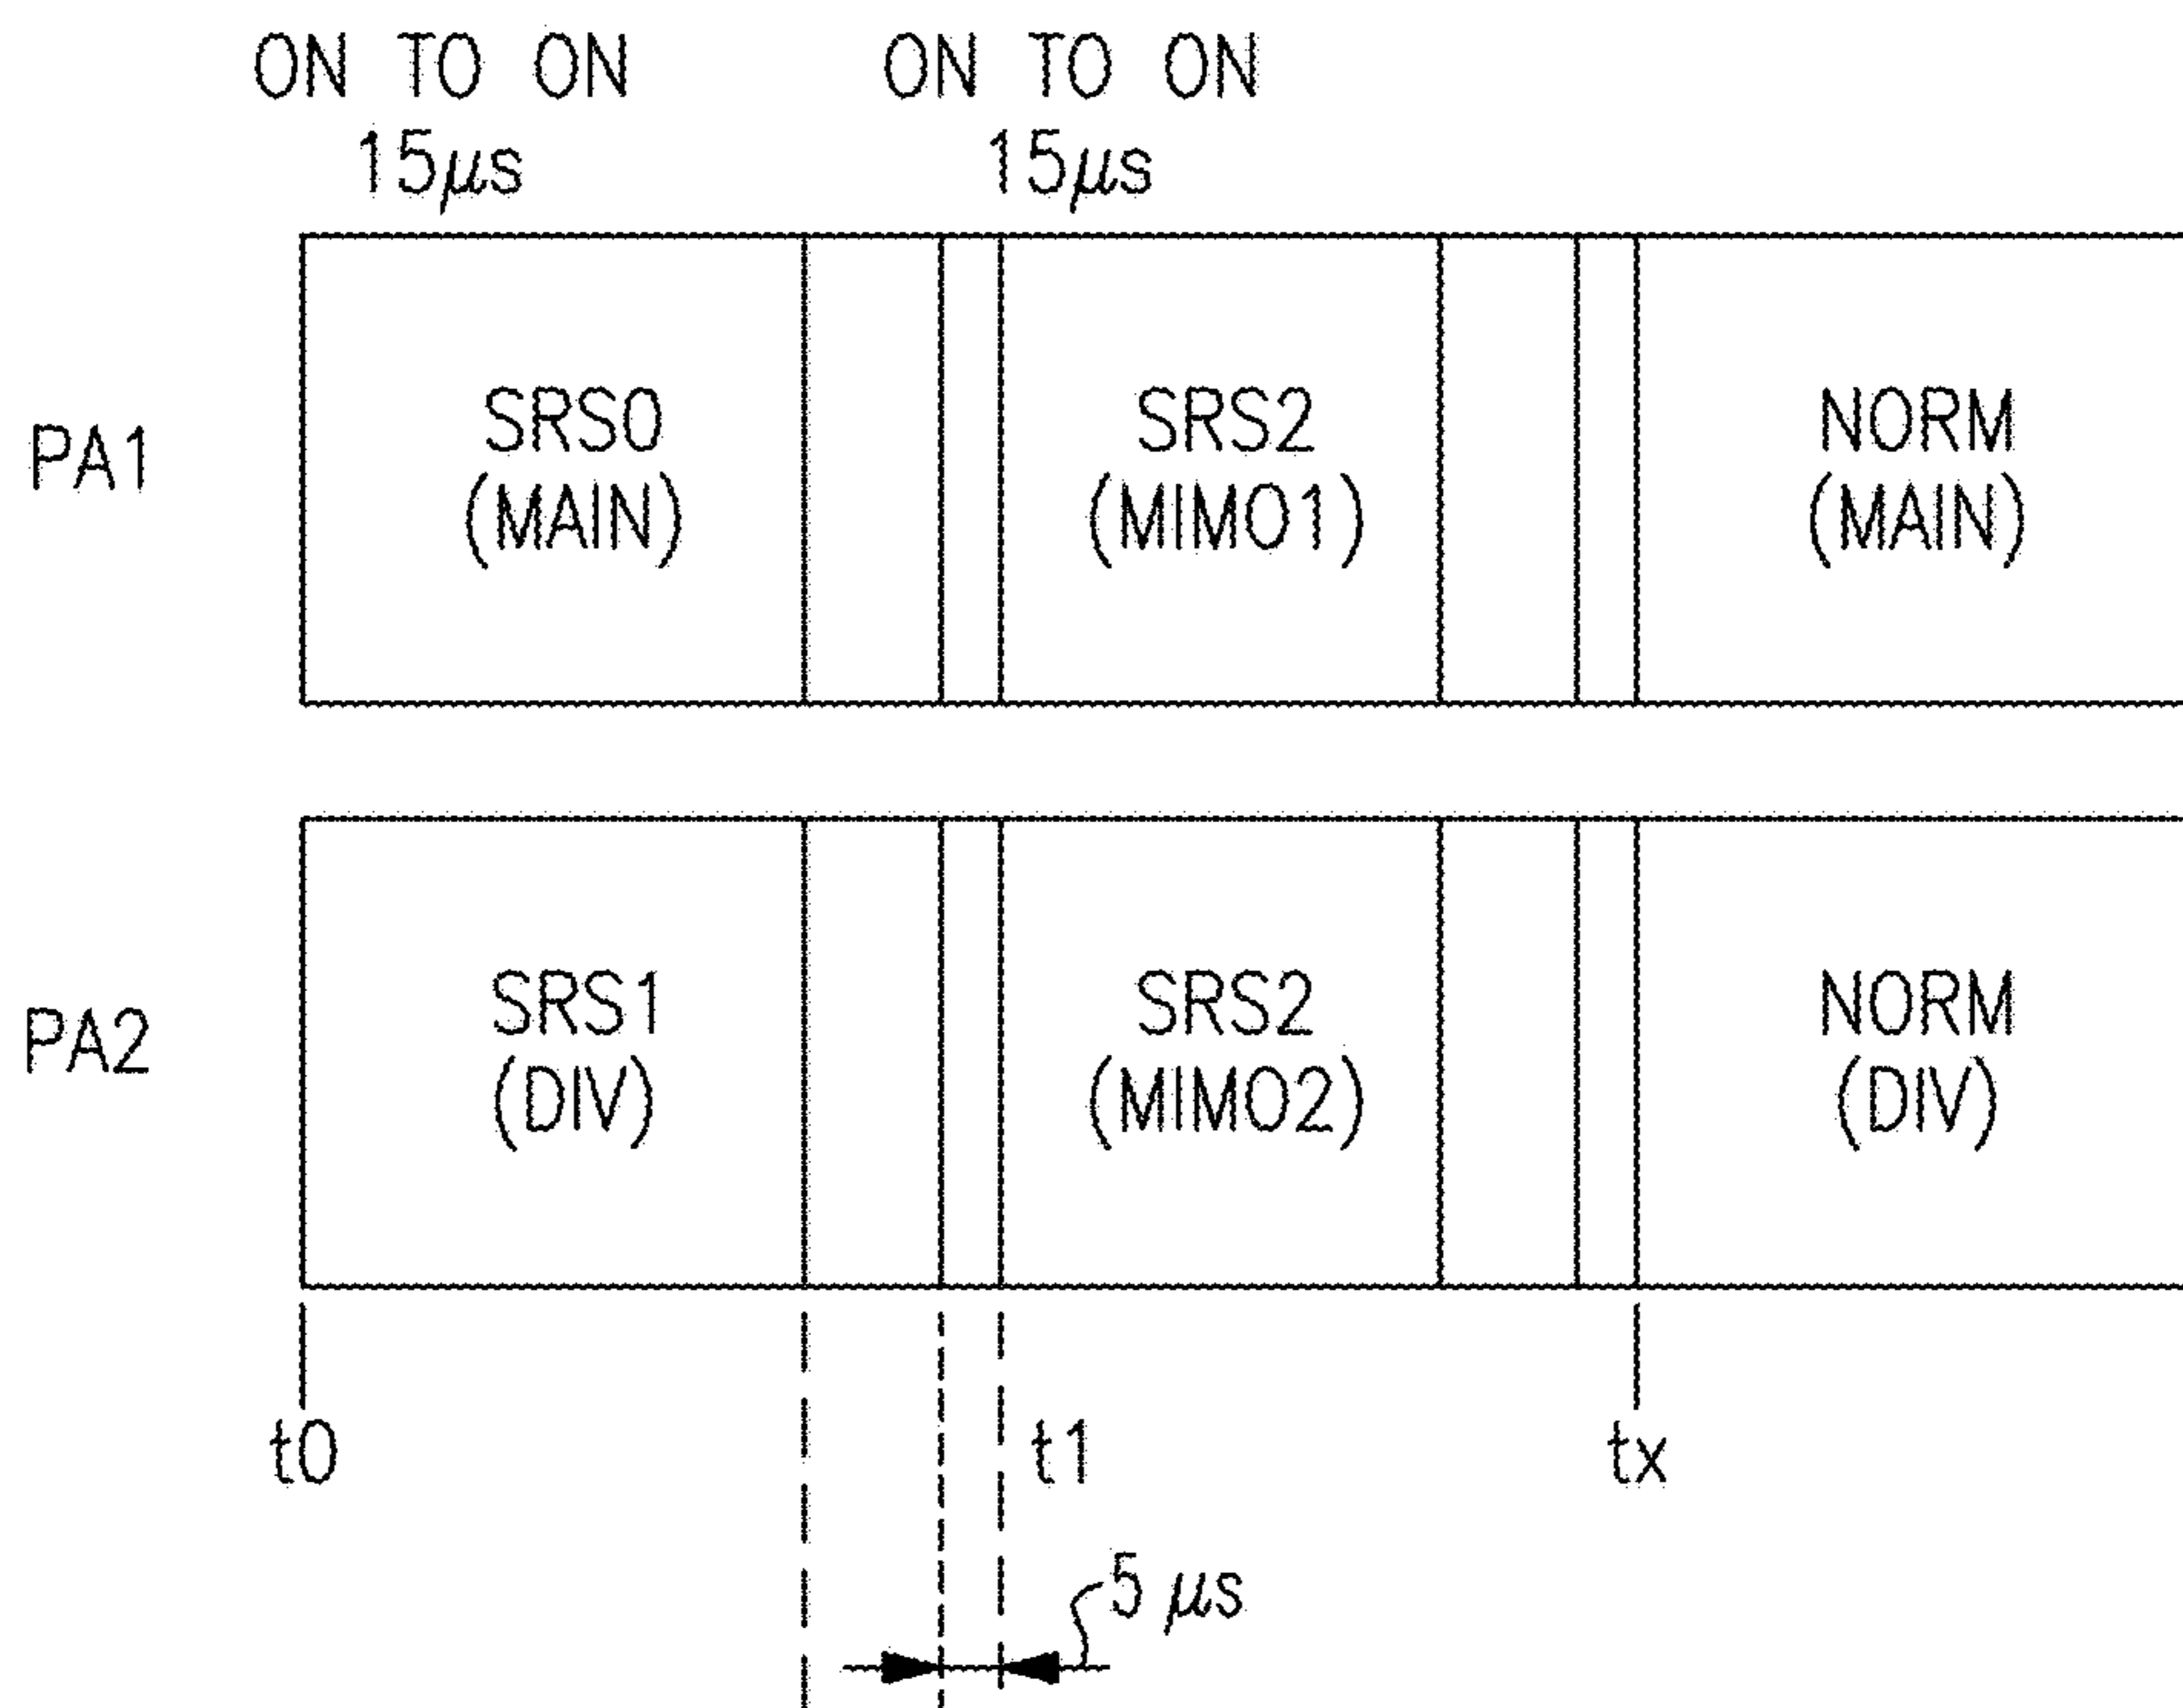 ON TO ON ON TO ON
15μs 15μs
PA1
SRS0
(MAIN)
SRS2
(MIMO1)
NORM
(MAIN)
PA2
SRS1
(DIV)
SRS2
(MIMO2)
NORM
(DIV)
t0 t1 tx
5 μs